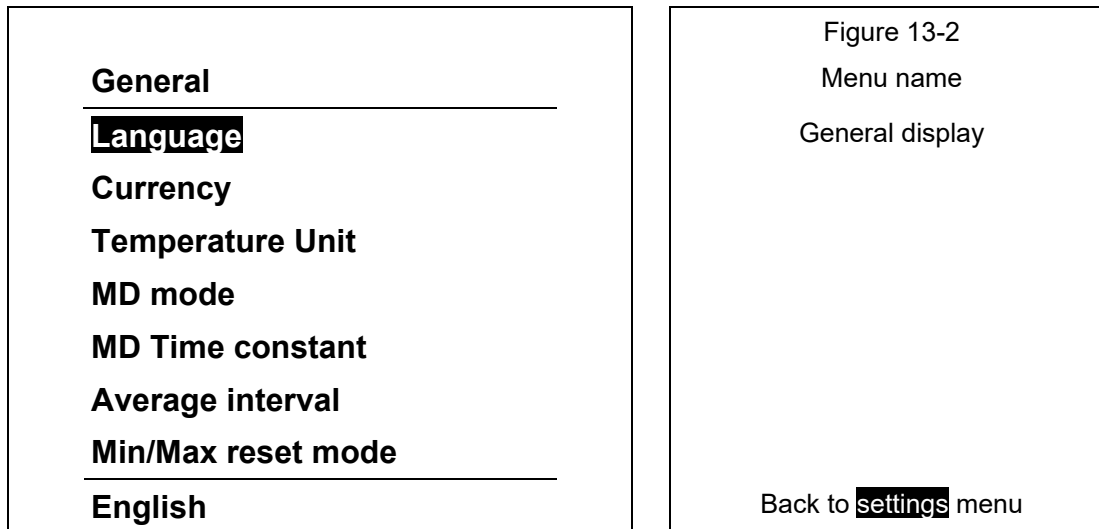 General
Language
Currency
Temperature Unit
MD mode
MD Time constant
Average interval
Min/Max reset mode
English
Figure 13-2
Menu name
General display
Back to settings menu